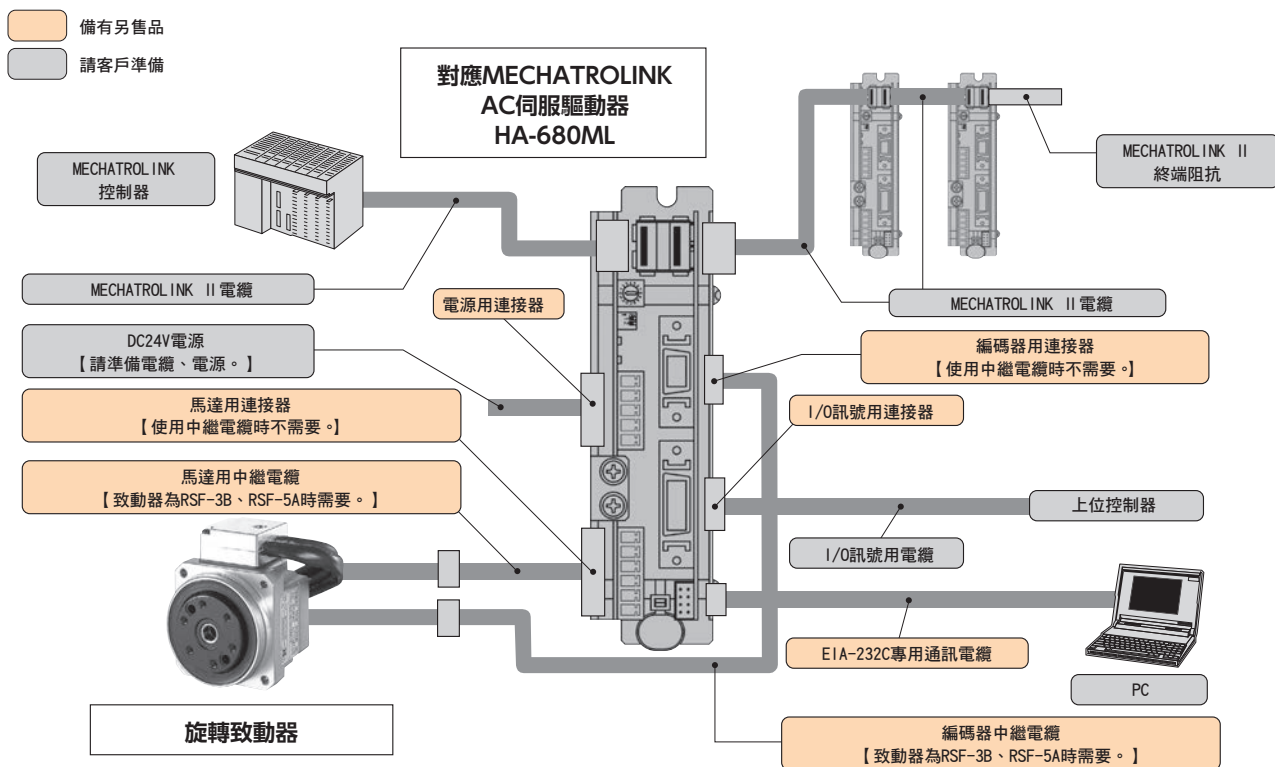 備有另售品
請客戶準備
對應MECHATROLINK
AC伺服驅動器
HA-680ML
MECHATROLINK
控制器
MECHATROLINK II
終端阻抗
MECHATROLINK II電纜
電源用連接器
MECHATROLINK II電纜
DC24V電源
【請準備電纜、電源。】
編碼器用連接器
【使用中繼電纜時不需要。】
馬達用連接器
【使用中繼電纜時不需要。】
I/O訊號用連接器
馬達用中繼電纜
【致動器為RSF-3B、RSF-5A時需要。】
上位控制器
I/O訊號用電纜
EIA-232C專用通訊電纜
PC
旋轉致動器
編碼器中繼電纜
【致動器為RSF-3B、RSF-5A時需要。】